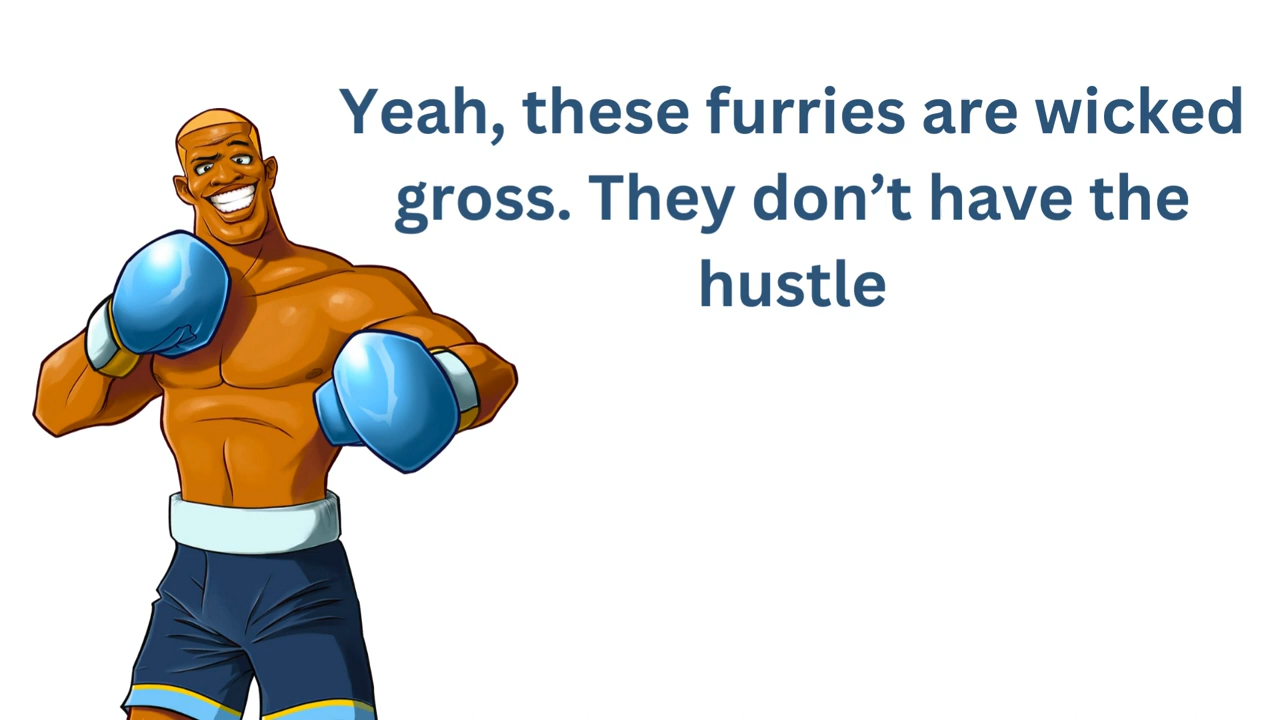 Yeah, these furries are wicked
gross. They don’t have the
hustle